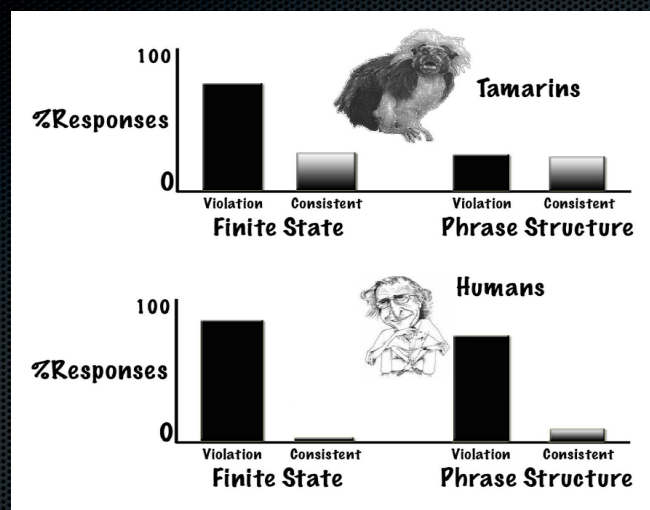 100
Tamarins
%Responses
0
Violation Consistent Violation Consistent
Finite State Phrase Structure
Humans
100
%Responses
0
Violation Consistent Violation Consistent
Finite State Phrase Structure